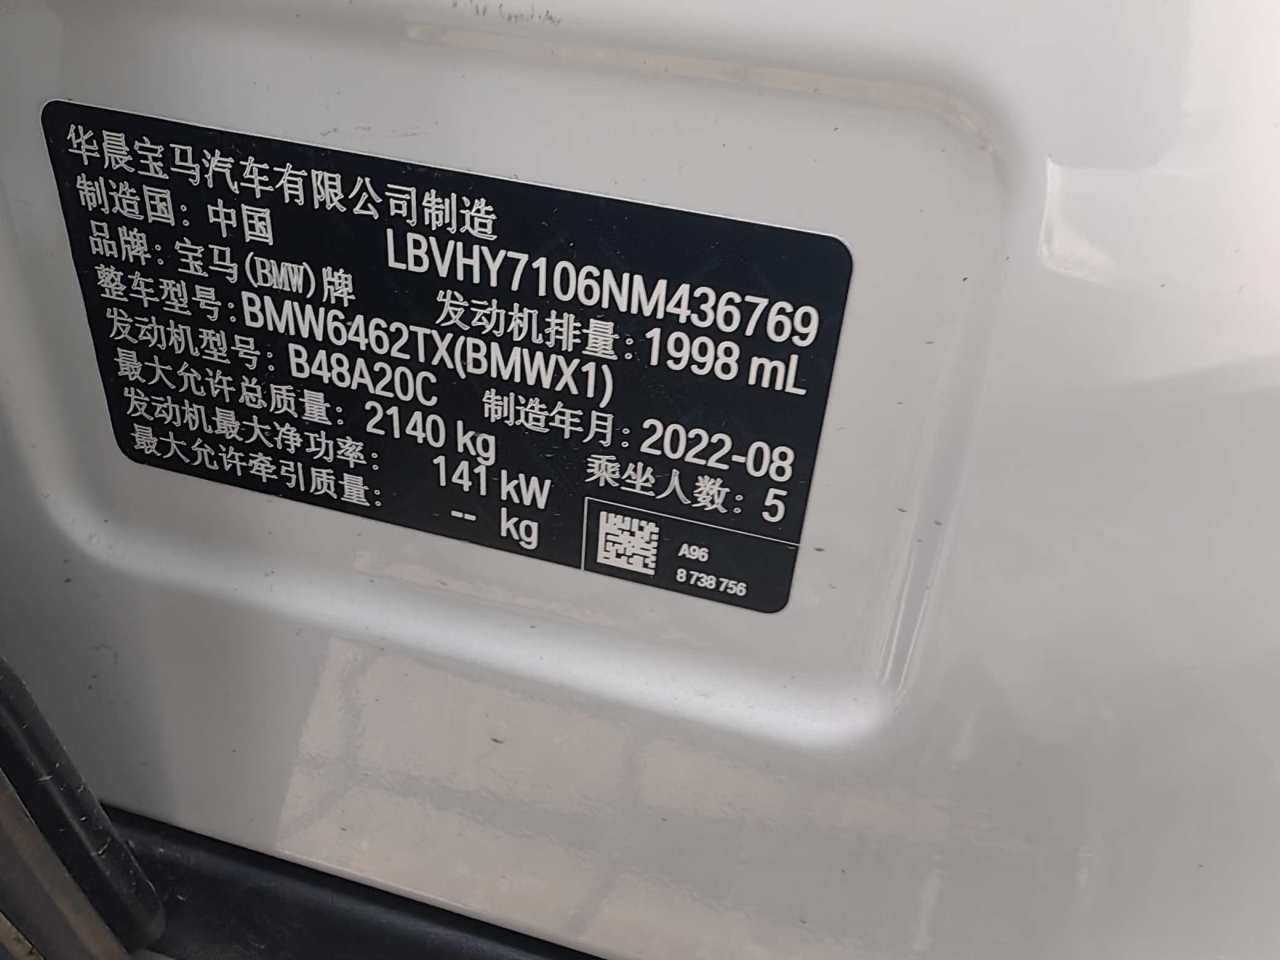 华晨宝马汽车有限公司制造
制造国：中国
LBVHY7106NM436769
品牌：宝马(BMW)牌
发动机排量：1998 mL
整车型号：BMW6462TX(BMWX1)
发动机型号：B48A20C
制造年月：2022-08
最大允许总质量：2140 kg
乘坐人数：5
发动机最大净功率：141 kW
最大允许牵引质量：-- kg
A96
8 738 756